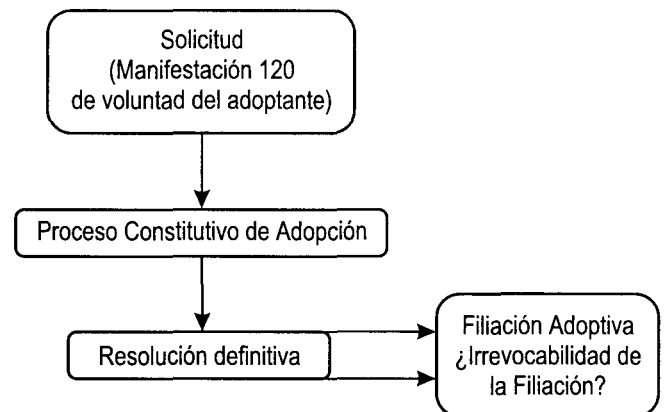 Solicitud
(Manifestación 120
de voluntad del adoptante)
Proceso Constitutivo de Adopción
Resolución definitiva
Filiación Adoptiva
¿Irrevocabilidad de
la Filiación?